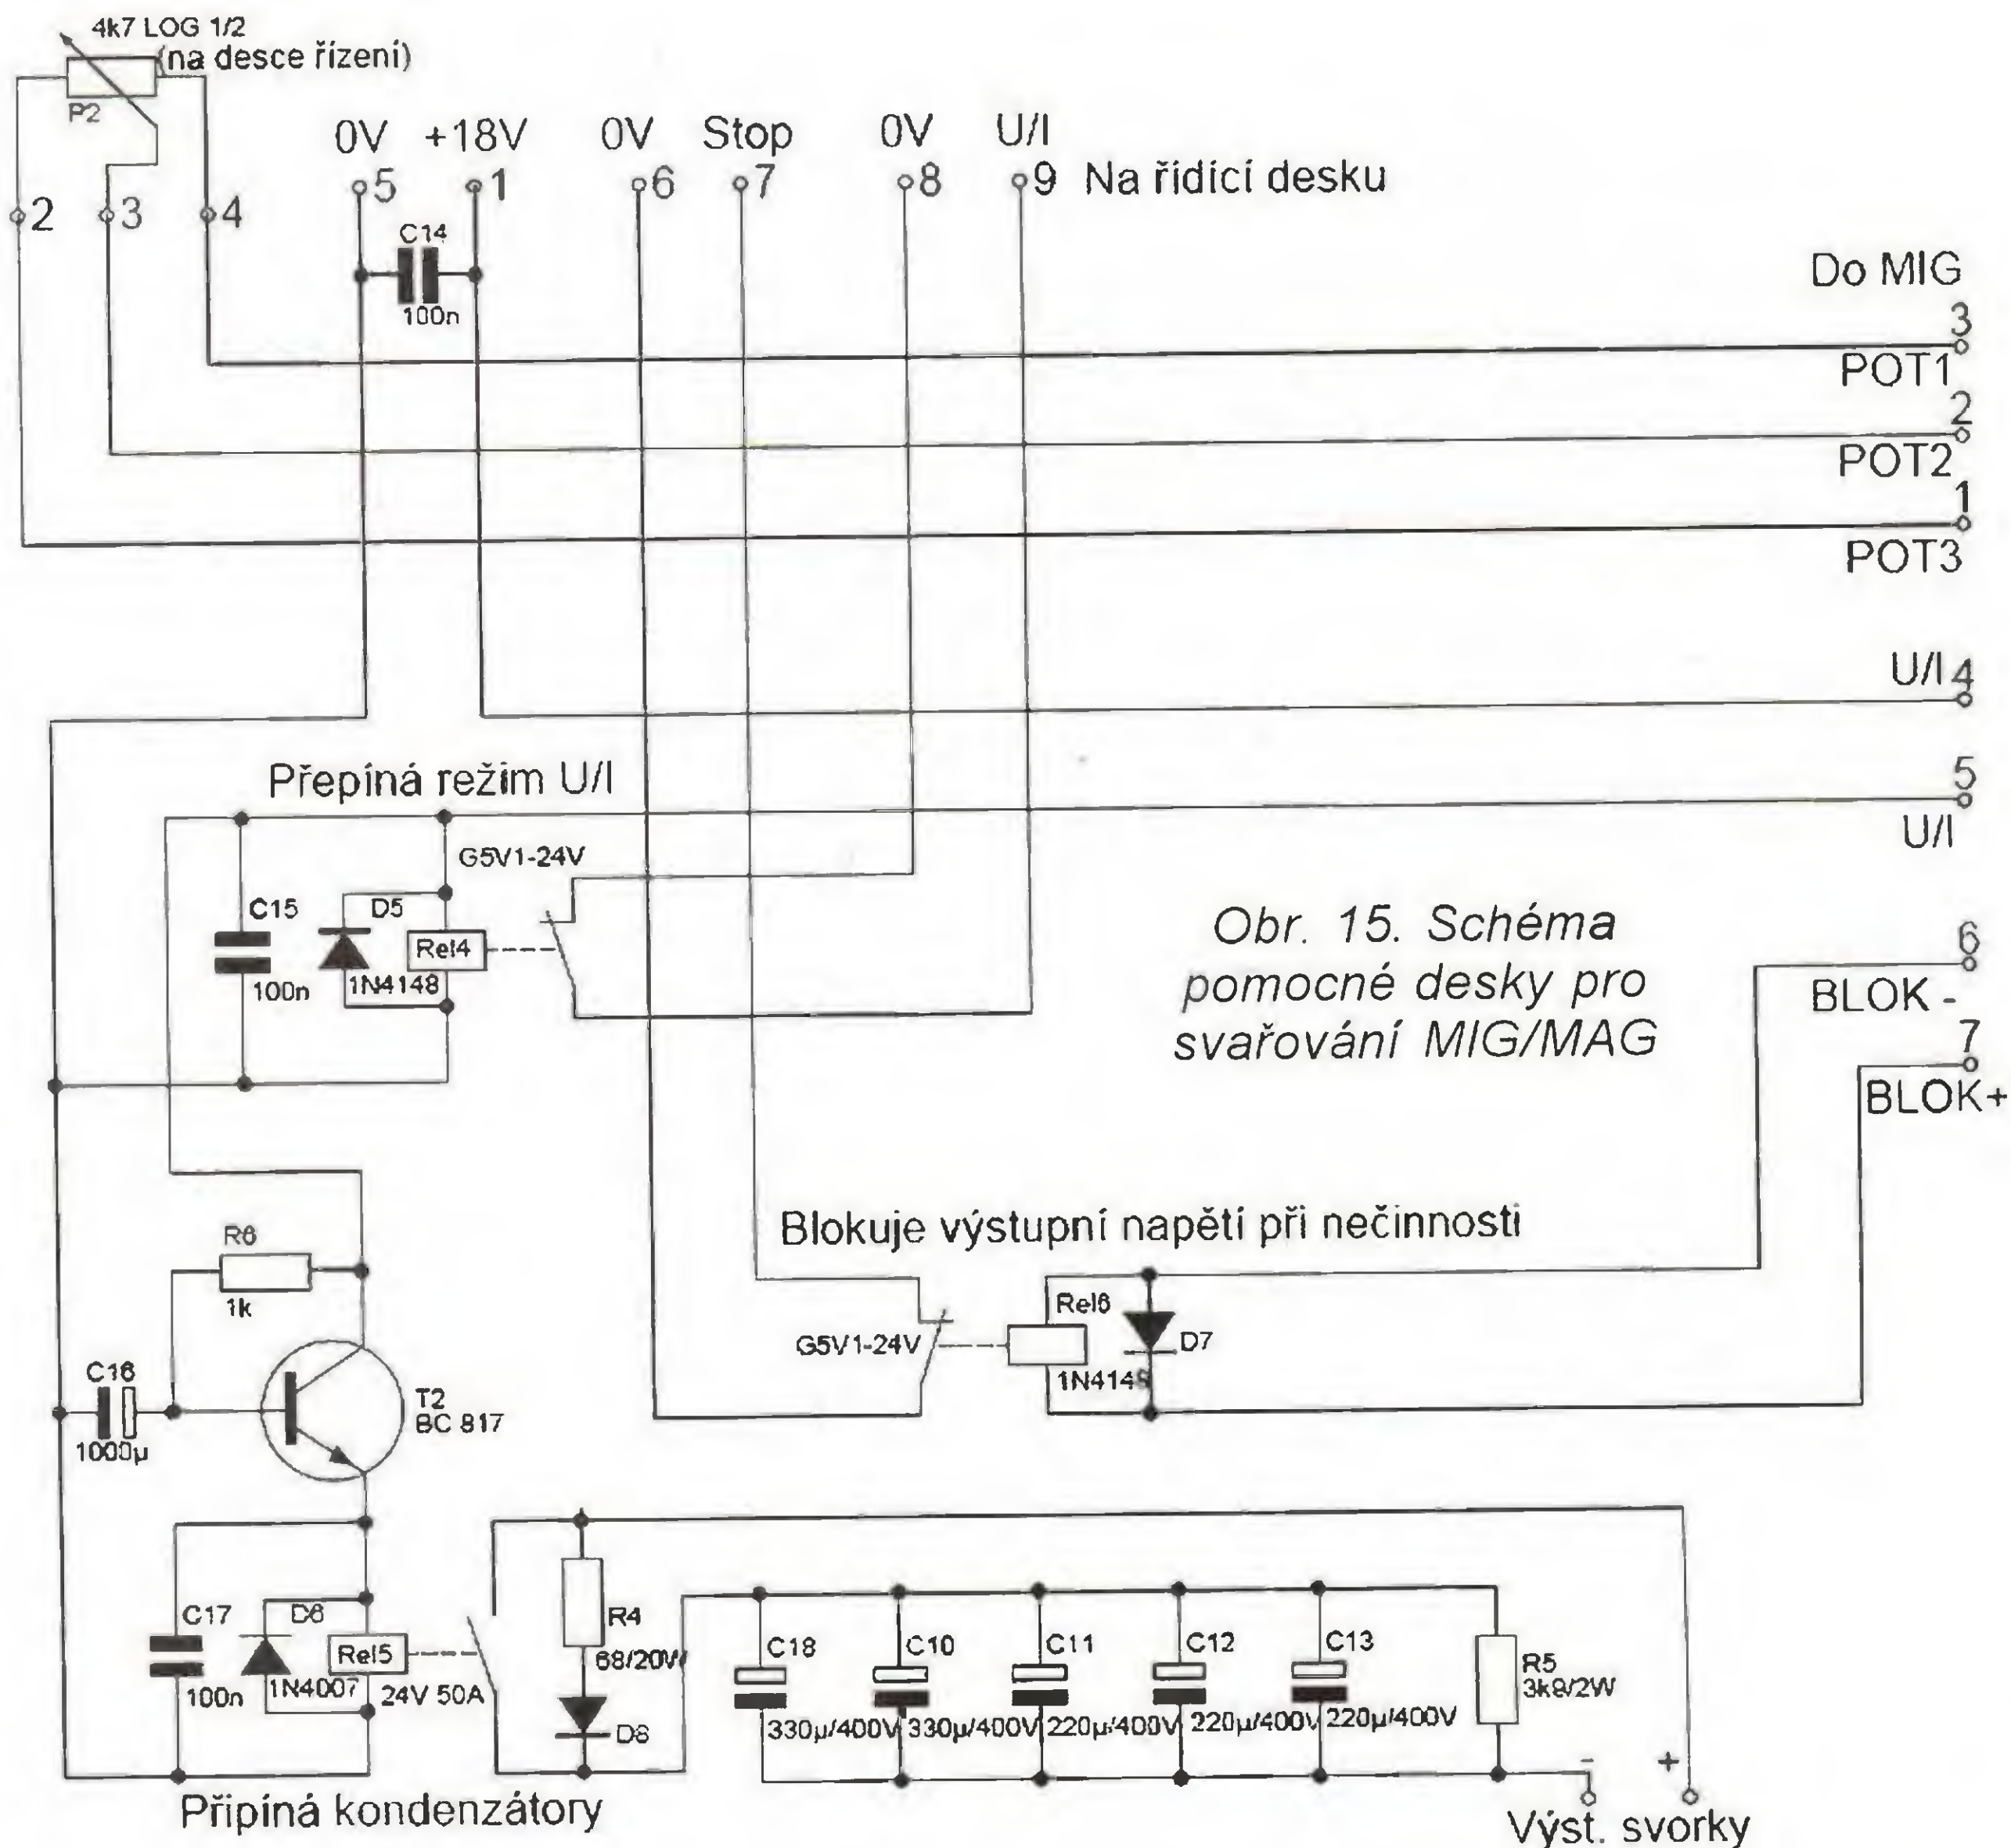 4k7 LOG 1/2
(na desce řízení)
P2
0V +18V 0V Stop 0V U/I
5 1 6 7 8 9 Na řídící desku
2 3 4
C14
100n
Do MIG
3
POT1
2
POT2
1
POT3
U/I 4
Přepíná režim U/I
5
U/I
G5V1-24V
C15 D5
Rel4
100n 1N4148
Obr. 15. Schéma
pomocné desky pro
svařování MIG/MAG
6
BLOK -
7
BLOK+
Blokuje výstupní napětí při nečinnosti
R6
1k
Rel6
G5V1-24V D7
1N4148
C16
1000µ
T2
BC 817
C17 D6
Rel5
100n 1N4007 24V 50A
R4
68/20W
D8
C18 C10 C11 C12 C13
330µ/400V 330µ/400V 220µ/400V 220µ/400V 220µ/400V
R5
3k9/2W
- +
Připíná kondenzátory
Výst. svorky